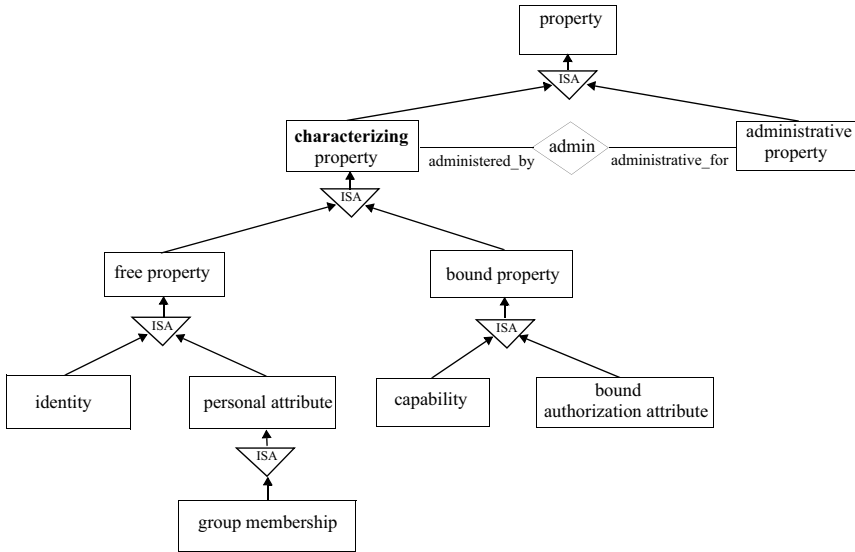 property
ISA
characterizing
property
administered_by
admin
administrative_for
administrative
property
ISA
free property
bound property
ISA
ISA
identity
personal attribute
capability
bound
authorization attribute
ISA
group membership